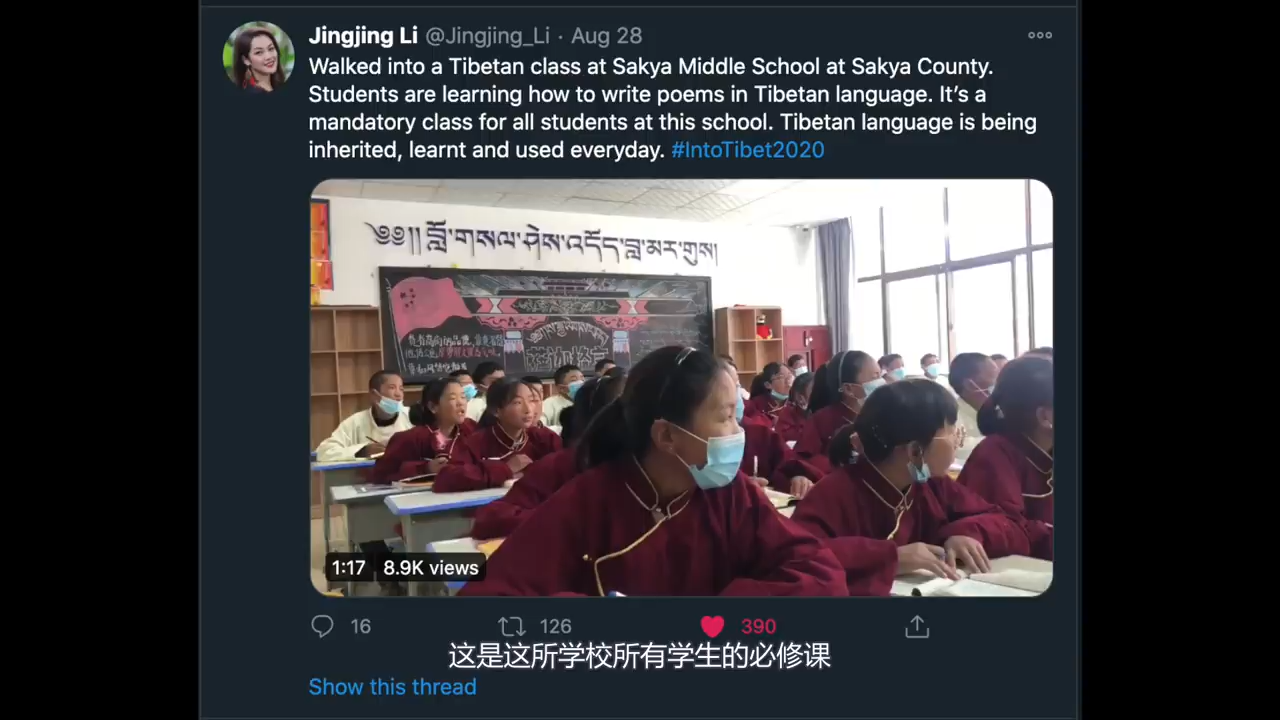 Jingjing Li @Jingjing_Li · Aug 28
Walked into a Tibetan class at Sakya Middle School at Sakya County.
Students are learning how to write poems in Tibetan language. It’s a
mandatory class for all students at this school. Tibetan language is being
inherited, learnt and used everyday. #IntoTibet2020
༄༅།། བློ་གསལ་ཤེས་འདོད་བླ་མར་གུས།
1:17 8.9K views
16 126 390
这是这所学校所有学生的必修课
Show this thread